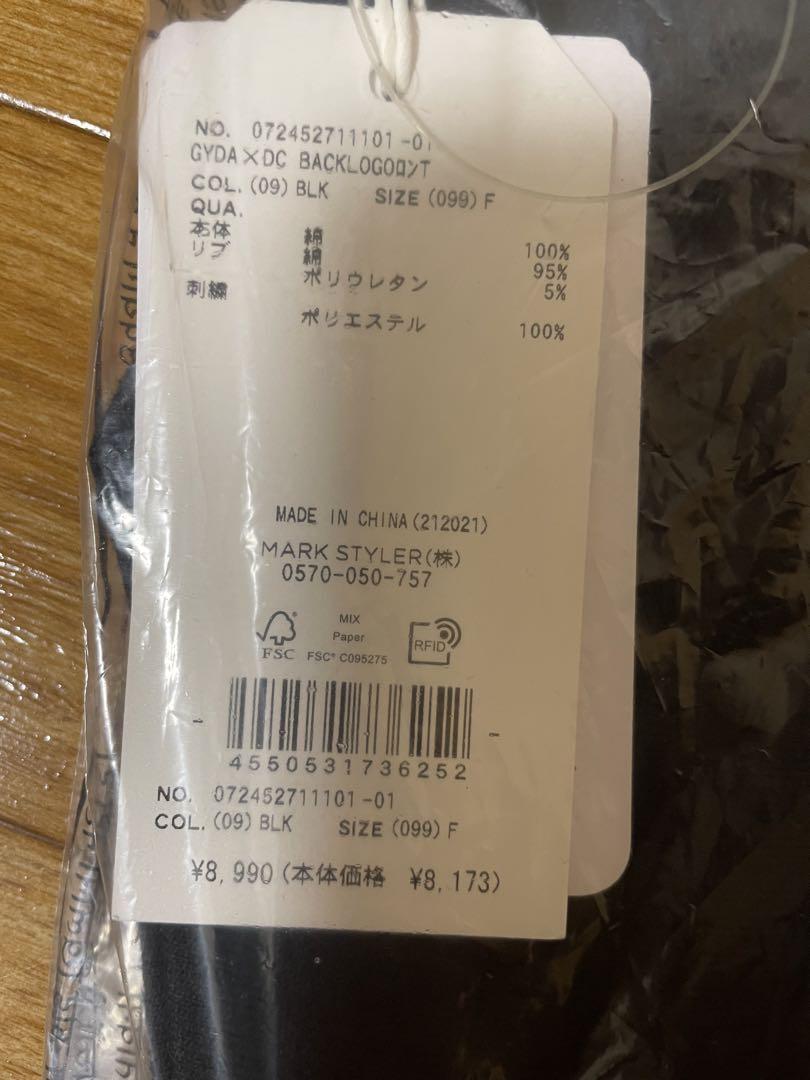 NO. 072452711101-01
GYDA×DC BACKLOGOロンT
COL. (09) BLK SIZE (099) F
QUA.
本体 綿 100%
リブ 綿 95%
ポリウレタン 5%
刺繍
ポリエステル 100%
MADE IN CHINA (212021)
MARK STYLER(株)
0570-050-757
FSC®
MIX
Paper
FSC® C095275
RFID
4550531736252
NO. 072452711101-01
COL. (09) BLK SIZE (099) F
¥8,990 (本体価格 ¥8,173)